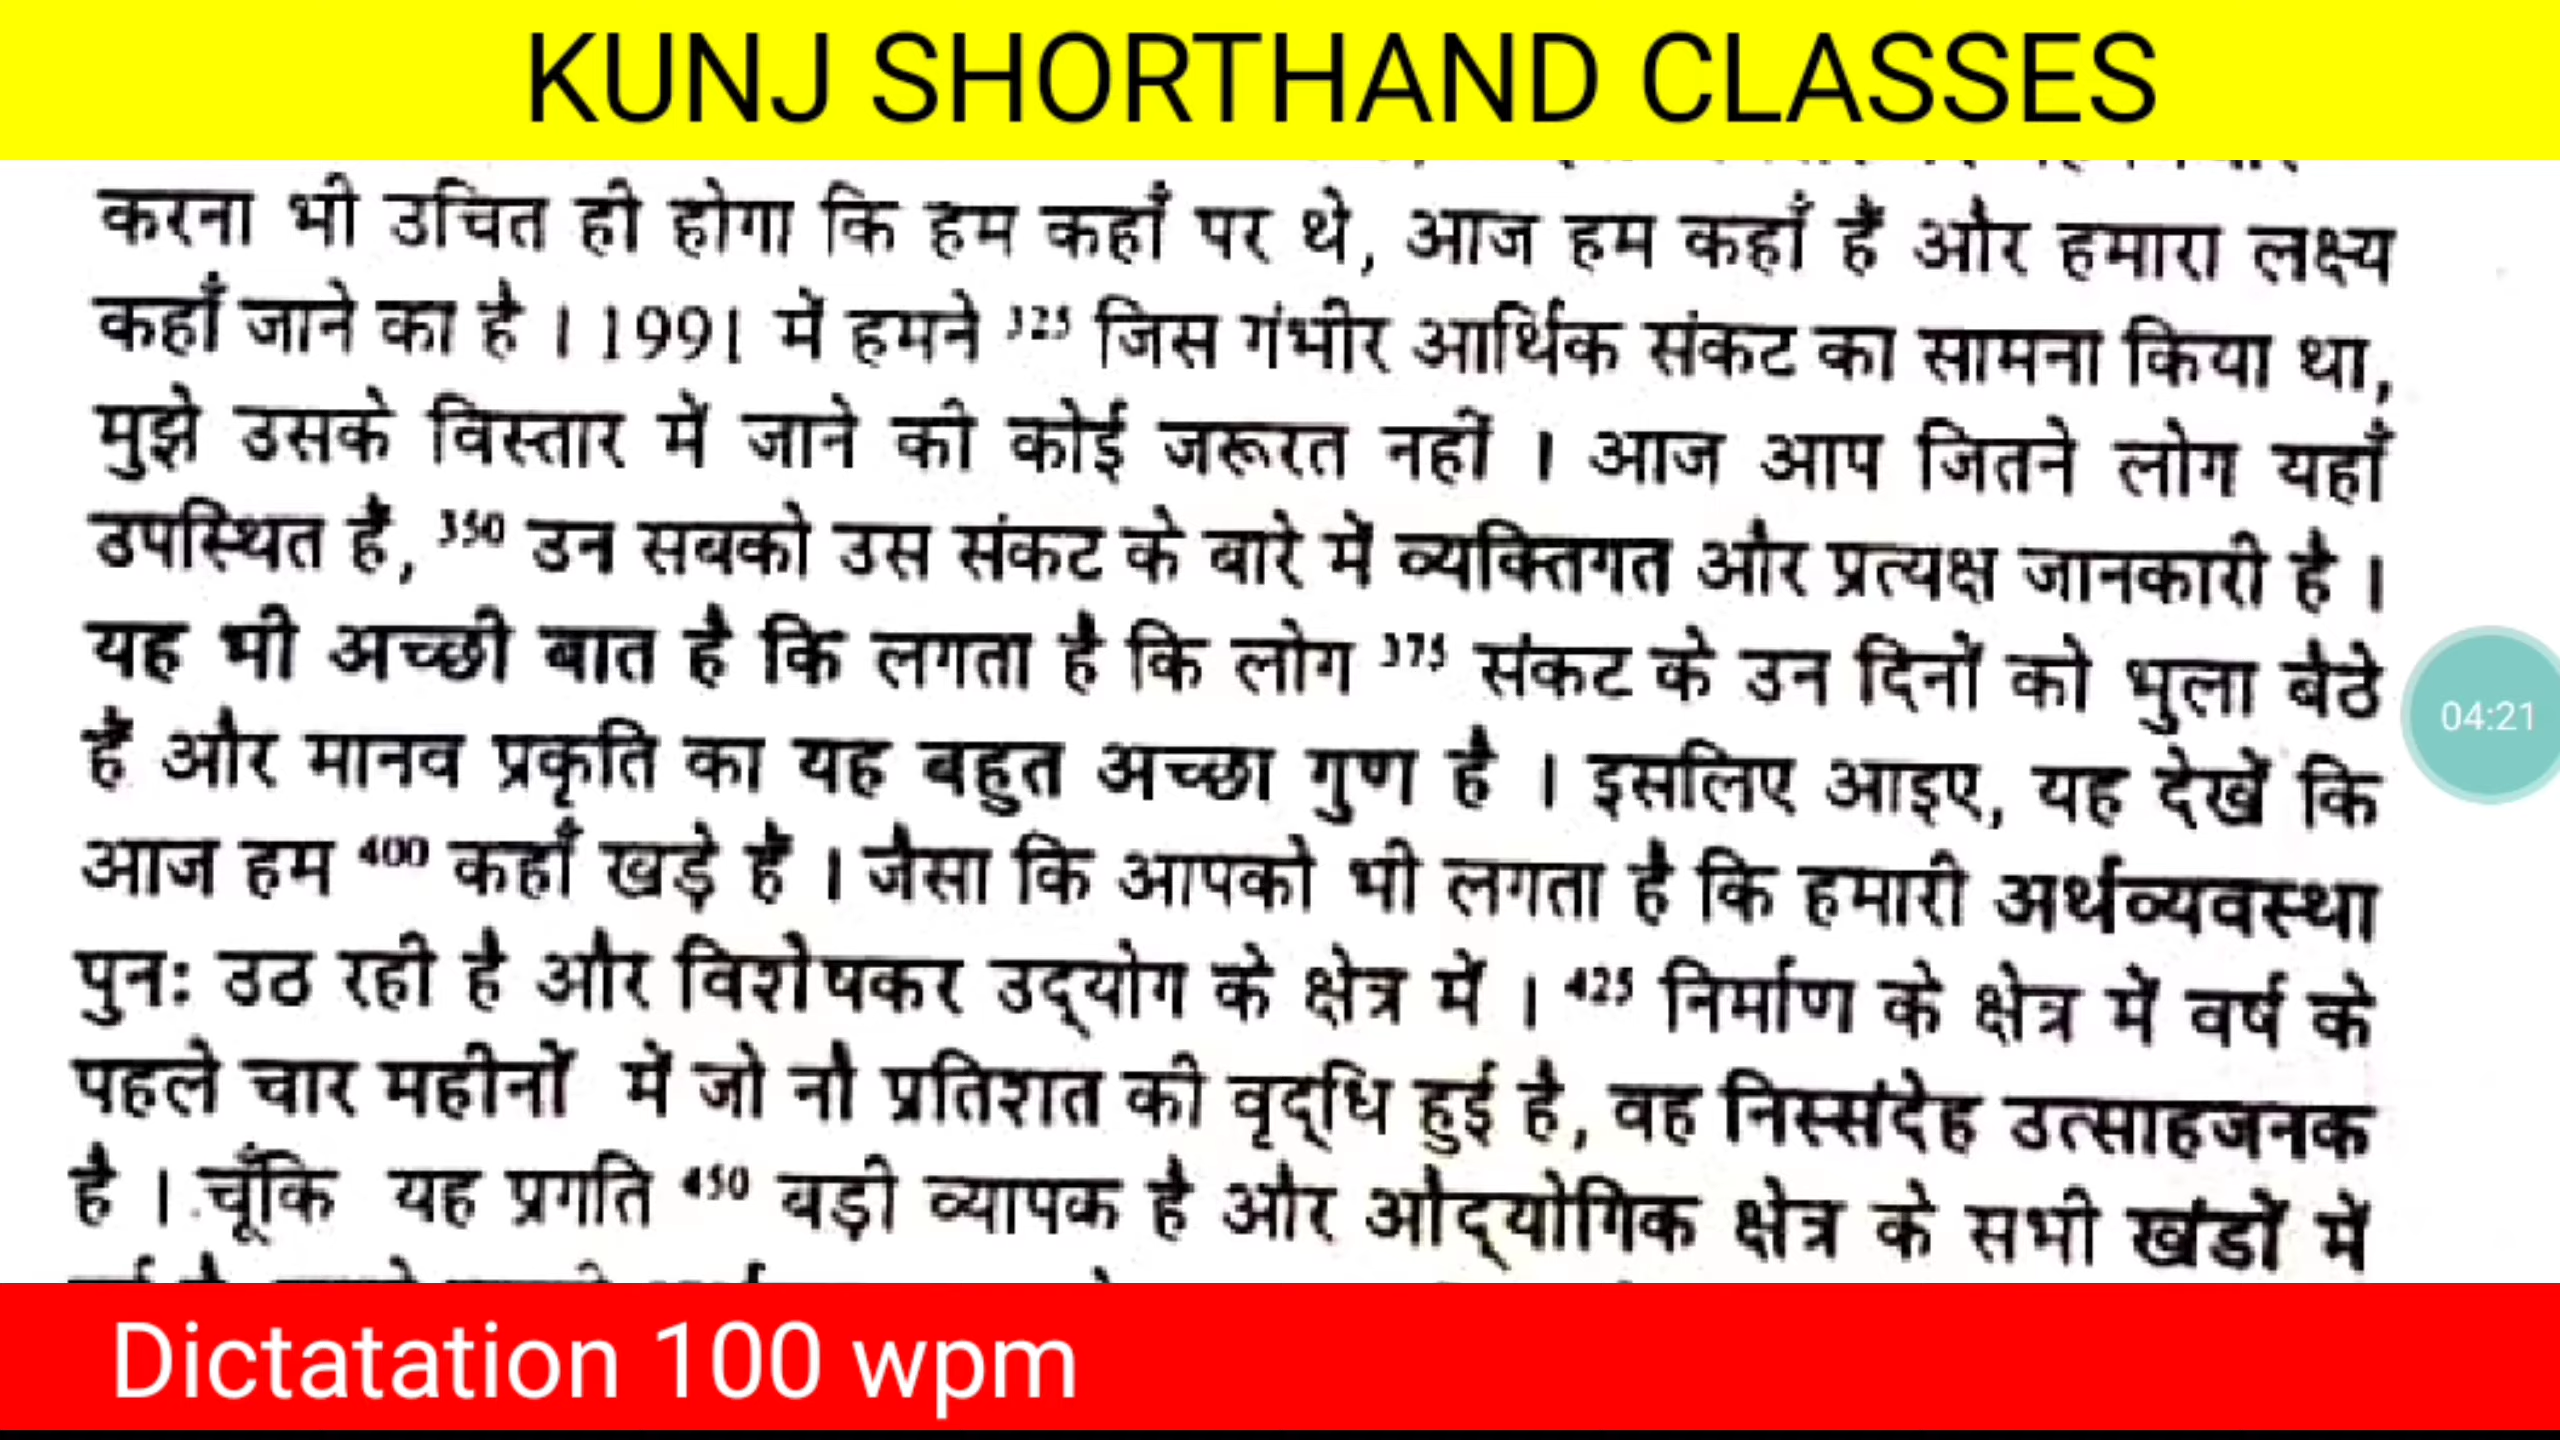 KUNJ SHORTHAND CLASSES
करना भी उचित ही होगा कि हम कहाँ पर थे, आज हम कहाँ हैं और हमारा लक्ष्य
कहाँ जाने का है । 1991 में हमने 325 जिस गंभीर आर्थिक संकट का सामना किया था,
मुझे उसके विस्तार में जाने की कोई जरूरत नहीं । आज आप जितने लोग यहाँ
उपस्थित हैं, 350 उन सबको उस संकट के बारे में व्यक्तिगत और प्रत्यक्ष जानकारी है ।
यह भी अच्छी बात है कि लगता है कि लोग 375 संकट के उन दिनों को भुला बैठे
हैं और मानव प्रकृति का यह बहुत अच्छा गुण है । इसलिए आइए, यह देखें कि
आज हम 400 कहाँ खड़े हैं । जैसा कि आपको भी लगता है कि हमारी अर्थव्यवस्था
पुनः उठ रही है और विशेषकर उद्‌योग के क्षेत्र में । 425 निर्माण के क्षेत्र में वर्ष के
पहले चार महीनों में जो नौ प्रतिशत की वृद्‌धि हुई है, वह निस्संदेह उत्साहजनक
है । चूँकि यह प्रगति 450 बड़ी व्यापक है और औद्‌योगिक क्षेत्र के सभी खंडों में
04:21
Dictatation 100 wpm